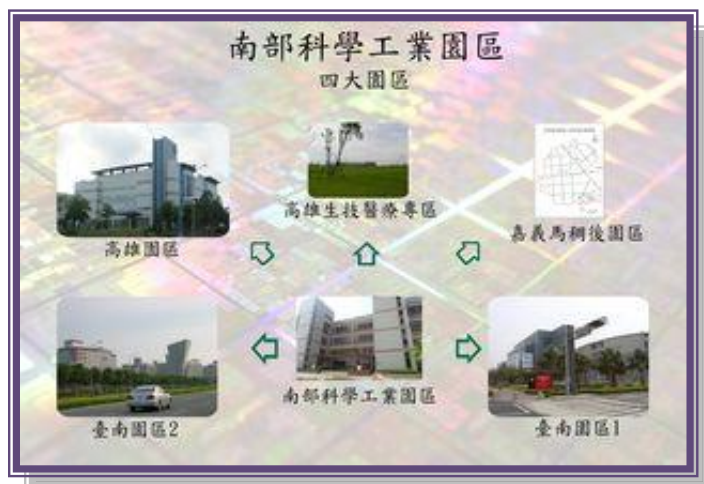 南部科學工業園區
四大園區
高雄園區
高雄生技醫療專區
嘉義馬稠後園區
臺南園區2
南部科學工業園區
臺南園區1